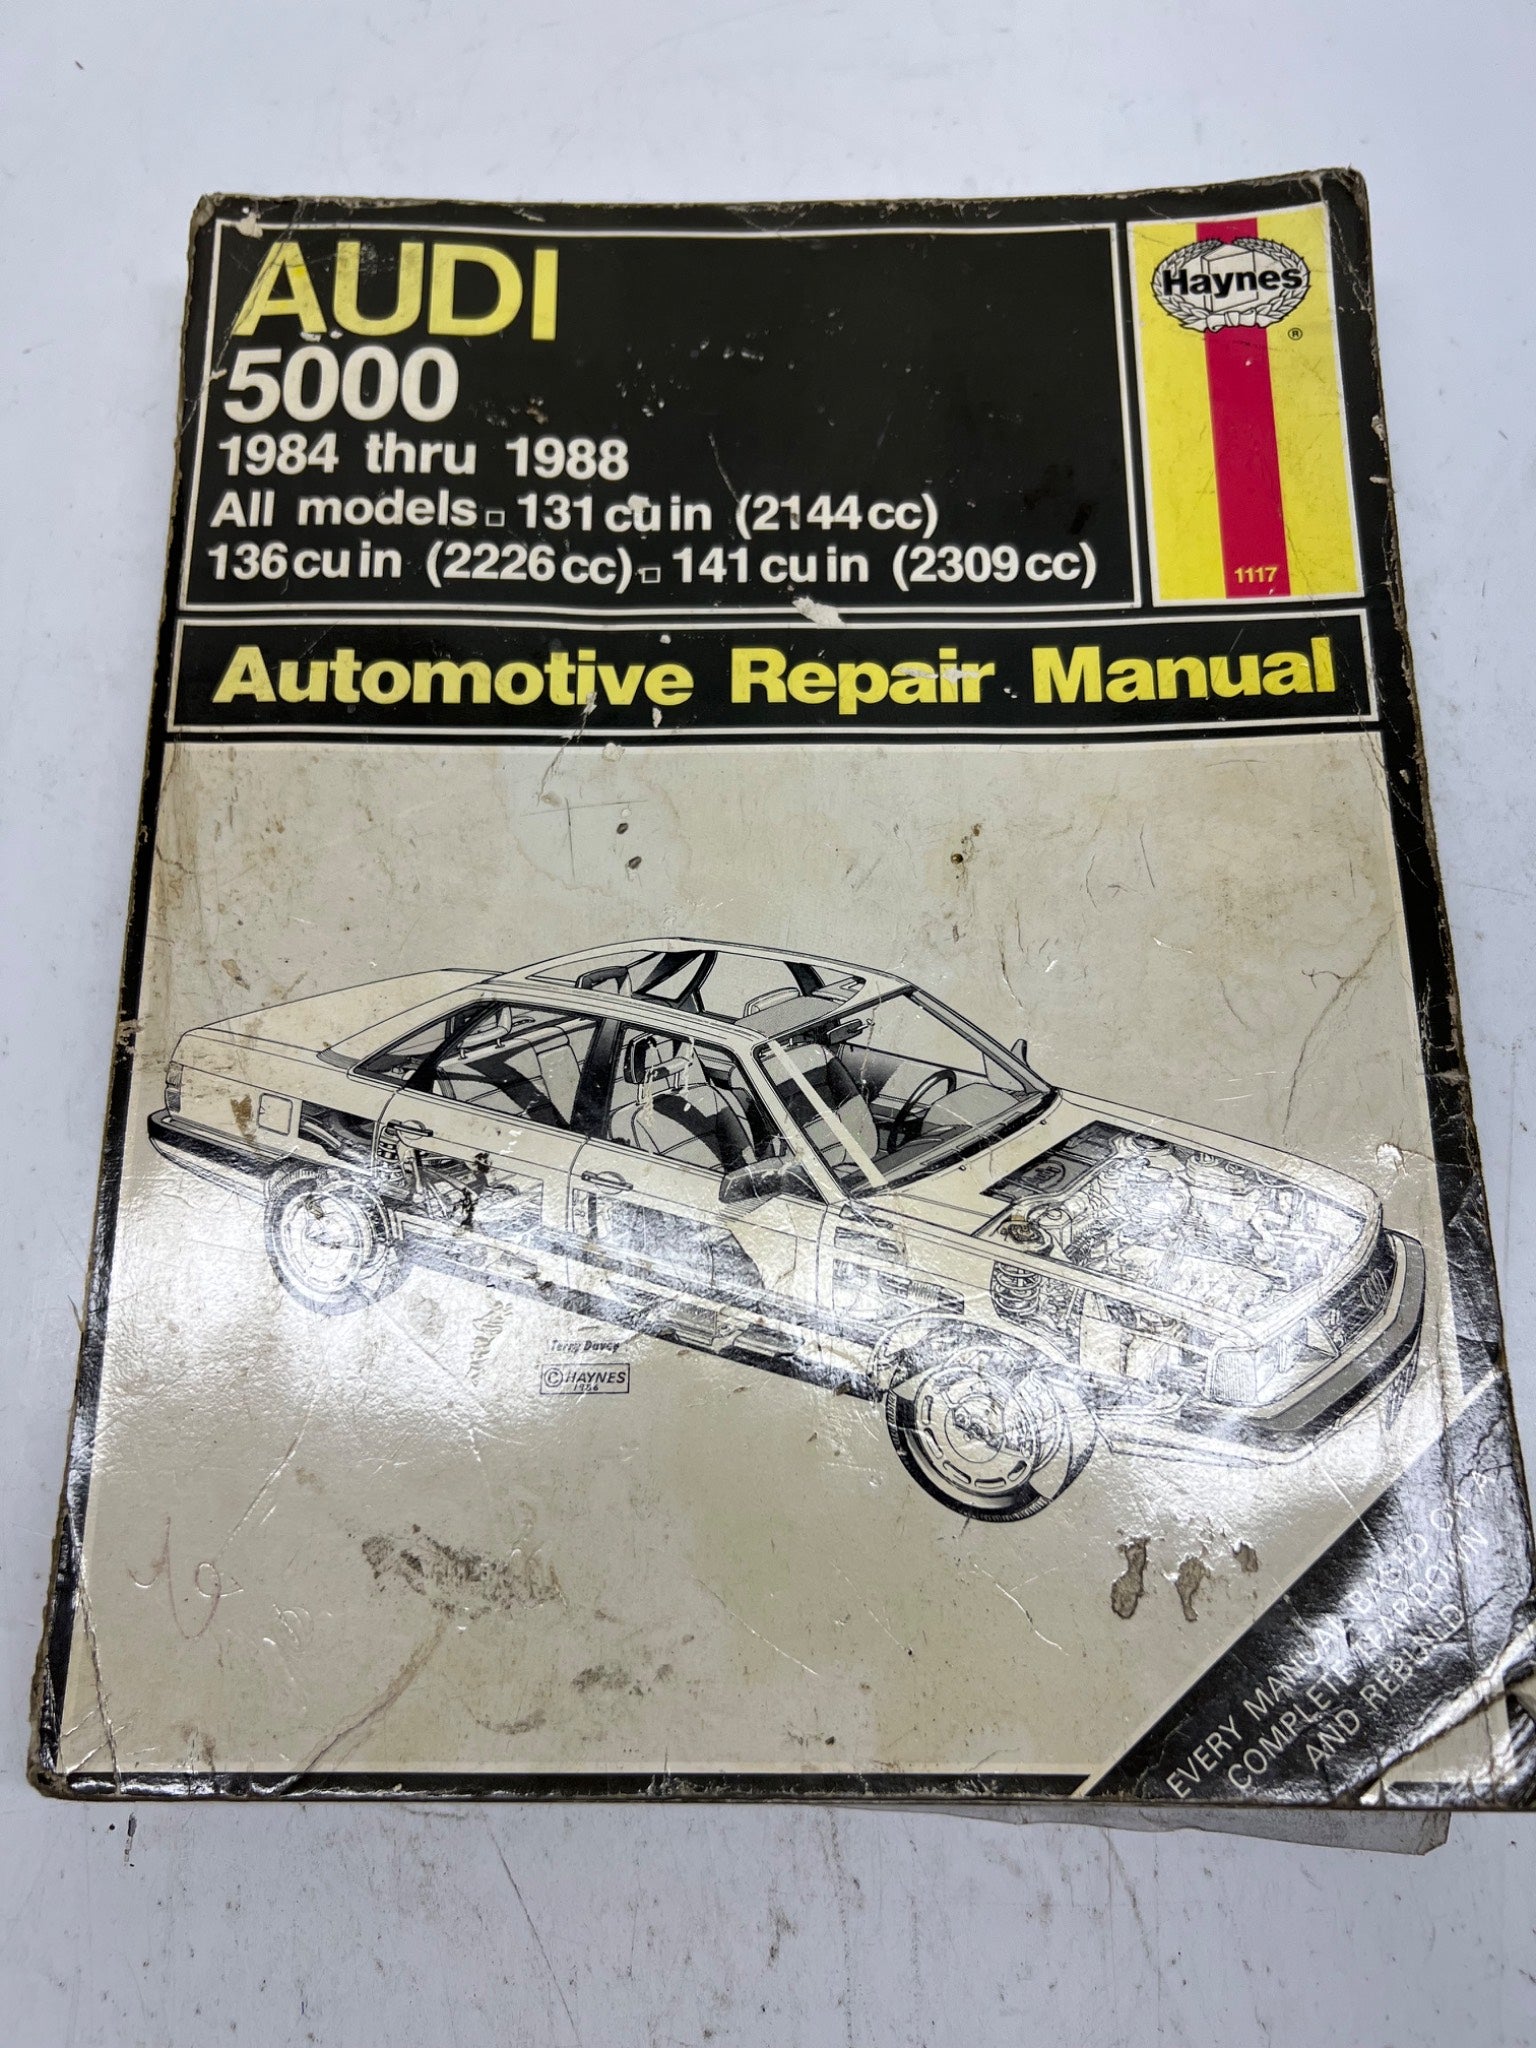 AUDI
5000
1984 thru 1988
All models □ 131 cu in (2144 cc)
136 cu in (2226 cc) □ 141 cu in (2309 cc)
Haynes
®
1117
Automotive Repair Manual
Terry Davey
© HAYNES
1986
EVERY MANUAL BASED ON A
COMPLETE TEARDOWN
AND REBUILD